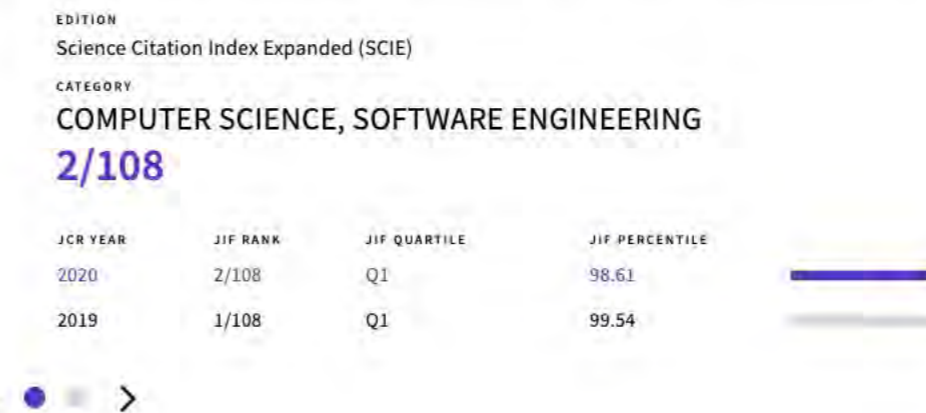 EDITION
Science Citation Index Expanded (SCIE)
CATEGORY
COMPUTER SCIENCE, SOFTWARE ENGINEERING
2/108
JCR YEAR JIF RANK JIF QUARTILE JIF PERCENTILE
2020 2/108 Q1 98.61
2019 1/108 Q1 99.54